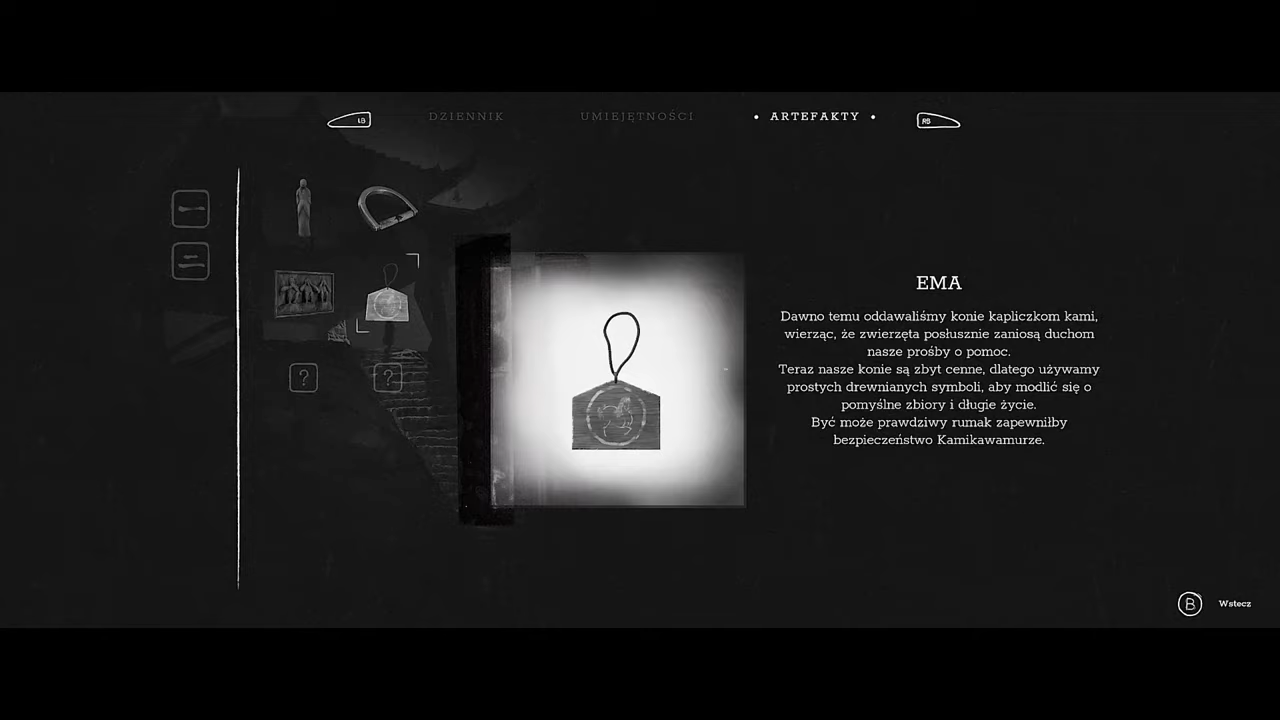 LB
DZIENNIK
UMIEJĘTNOŚCI
• ARTEFAKTY •
RB
一
二
?
?
EMA
Dawno temu oddawaliśmy konie kapliczkom kami,
wierząc, że zwierzęta posłusznie zaniosą duchom
nasze prośby o pomoc.
Teraz nasze konie są zbyt cenne, dlatego używamy
prostych drewnianych symboli, aby modlić się o
pomyślne zbiory i długie życie.
Być może prawdziwy rumak zapewniłby
bezpieczeństwo Kamikawamurze.
B
Wstecz